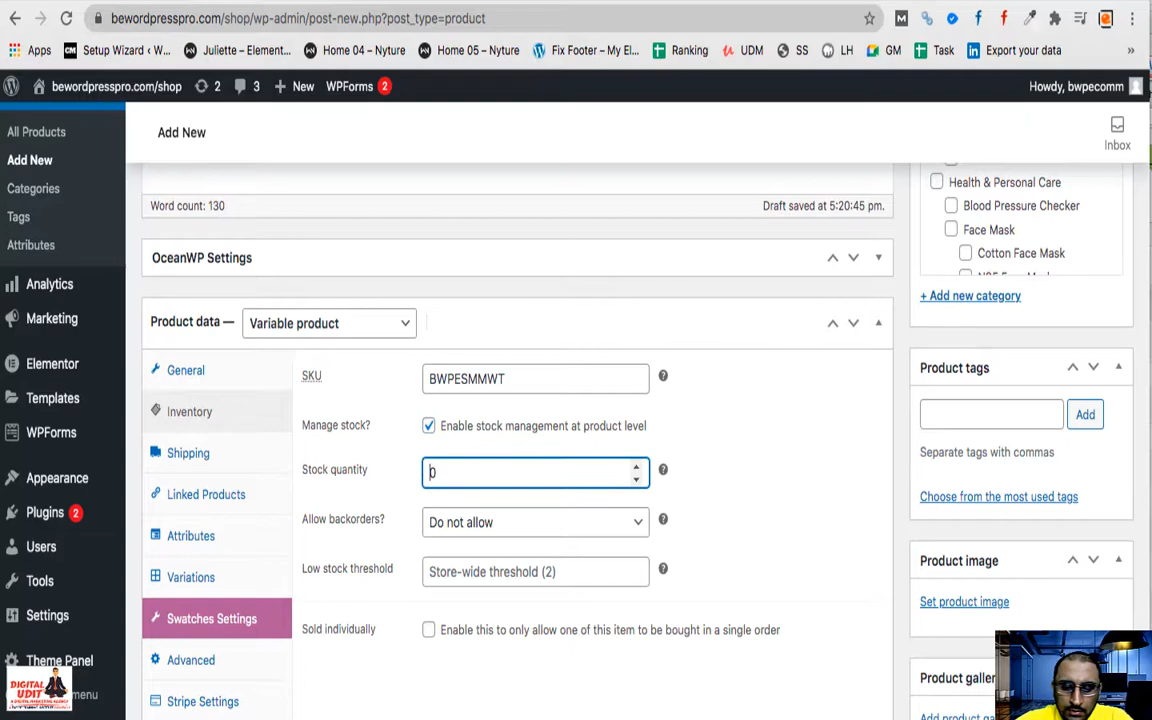 bewordpresspro.com/shop/wp-admin/post-new.php?post_type=product
Apps
Setup Wizard ‹ W...
Juliette – Element...
Home 04 – Nyture
Home 05 – Nyture
Fix Footer – My El...
Ranking
UDM
SS
LH
GM
Task
Export your data
»
bewordpresspro.com/shop
2
3
New
WPForms 2
Howdy, bwpecomm
All Products
Add New
Categories
Tags
Attributes
Analytics
Marketing
Elementor
Templates
WPForms
Appearance
Plugins 2
Users
Tools
Settings
Theme Panel
menu
DIGITAL
UDIT
Add New
Inbox
Word count: 130
Draft saved at 5:20:45 pm.
OceanWP Settings
Product data —
Variable product
General
Inventory
Shipping
Linked Products
Attributes
Variations
Swatches Settings
Advanced
Stripe Settings
SKU
BWPESMMWT
Manage stock?
Enable stock management at product level
Stock quantity
0
Allow backorders?
Do not allow
Low stock threshold
Store-wide threshold (2)
Sold individually
Enable this to only allow one of this item to be bought in a single order
Health & Personal Care
Blood Pressure Checker
Face Mask
Cotton Face Mask
+ Add new category
Product tags
Add
Separate tags with commas
Choose from the most used tags
Product image
Set product image
Product galler